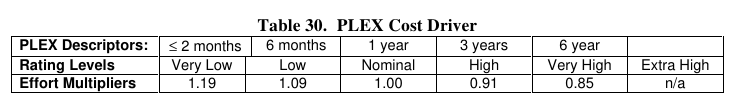 Table 30. PLEX Cost Driver
PLEX Descriptors: ≤ 2 months 6 months 1 year 3 years 6 year
Rating Levels Very Low Low Nominal High Very High Extra High
Effort Multipliers 1.19 1.09 1.00 0.91 0.85 n/a